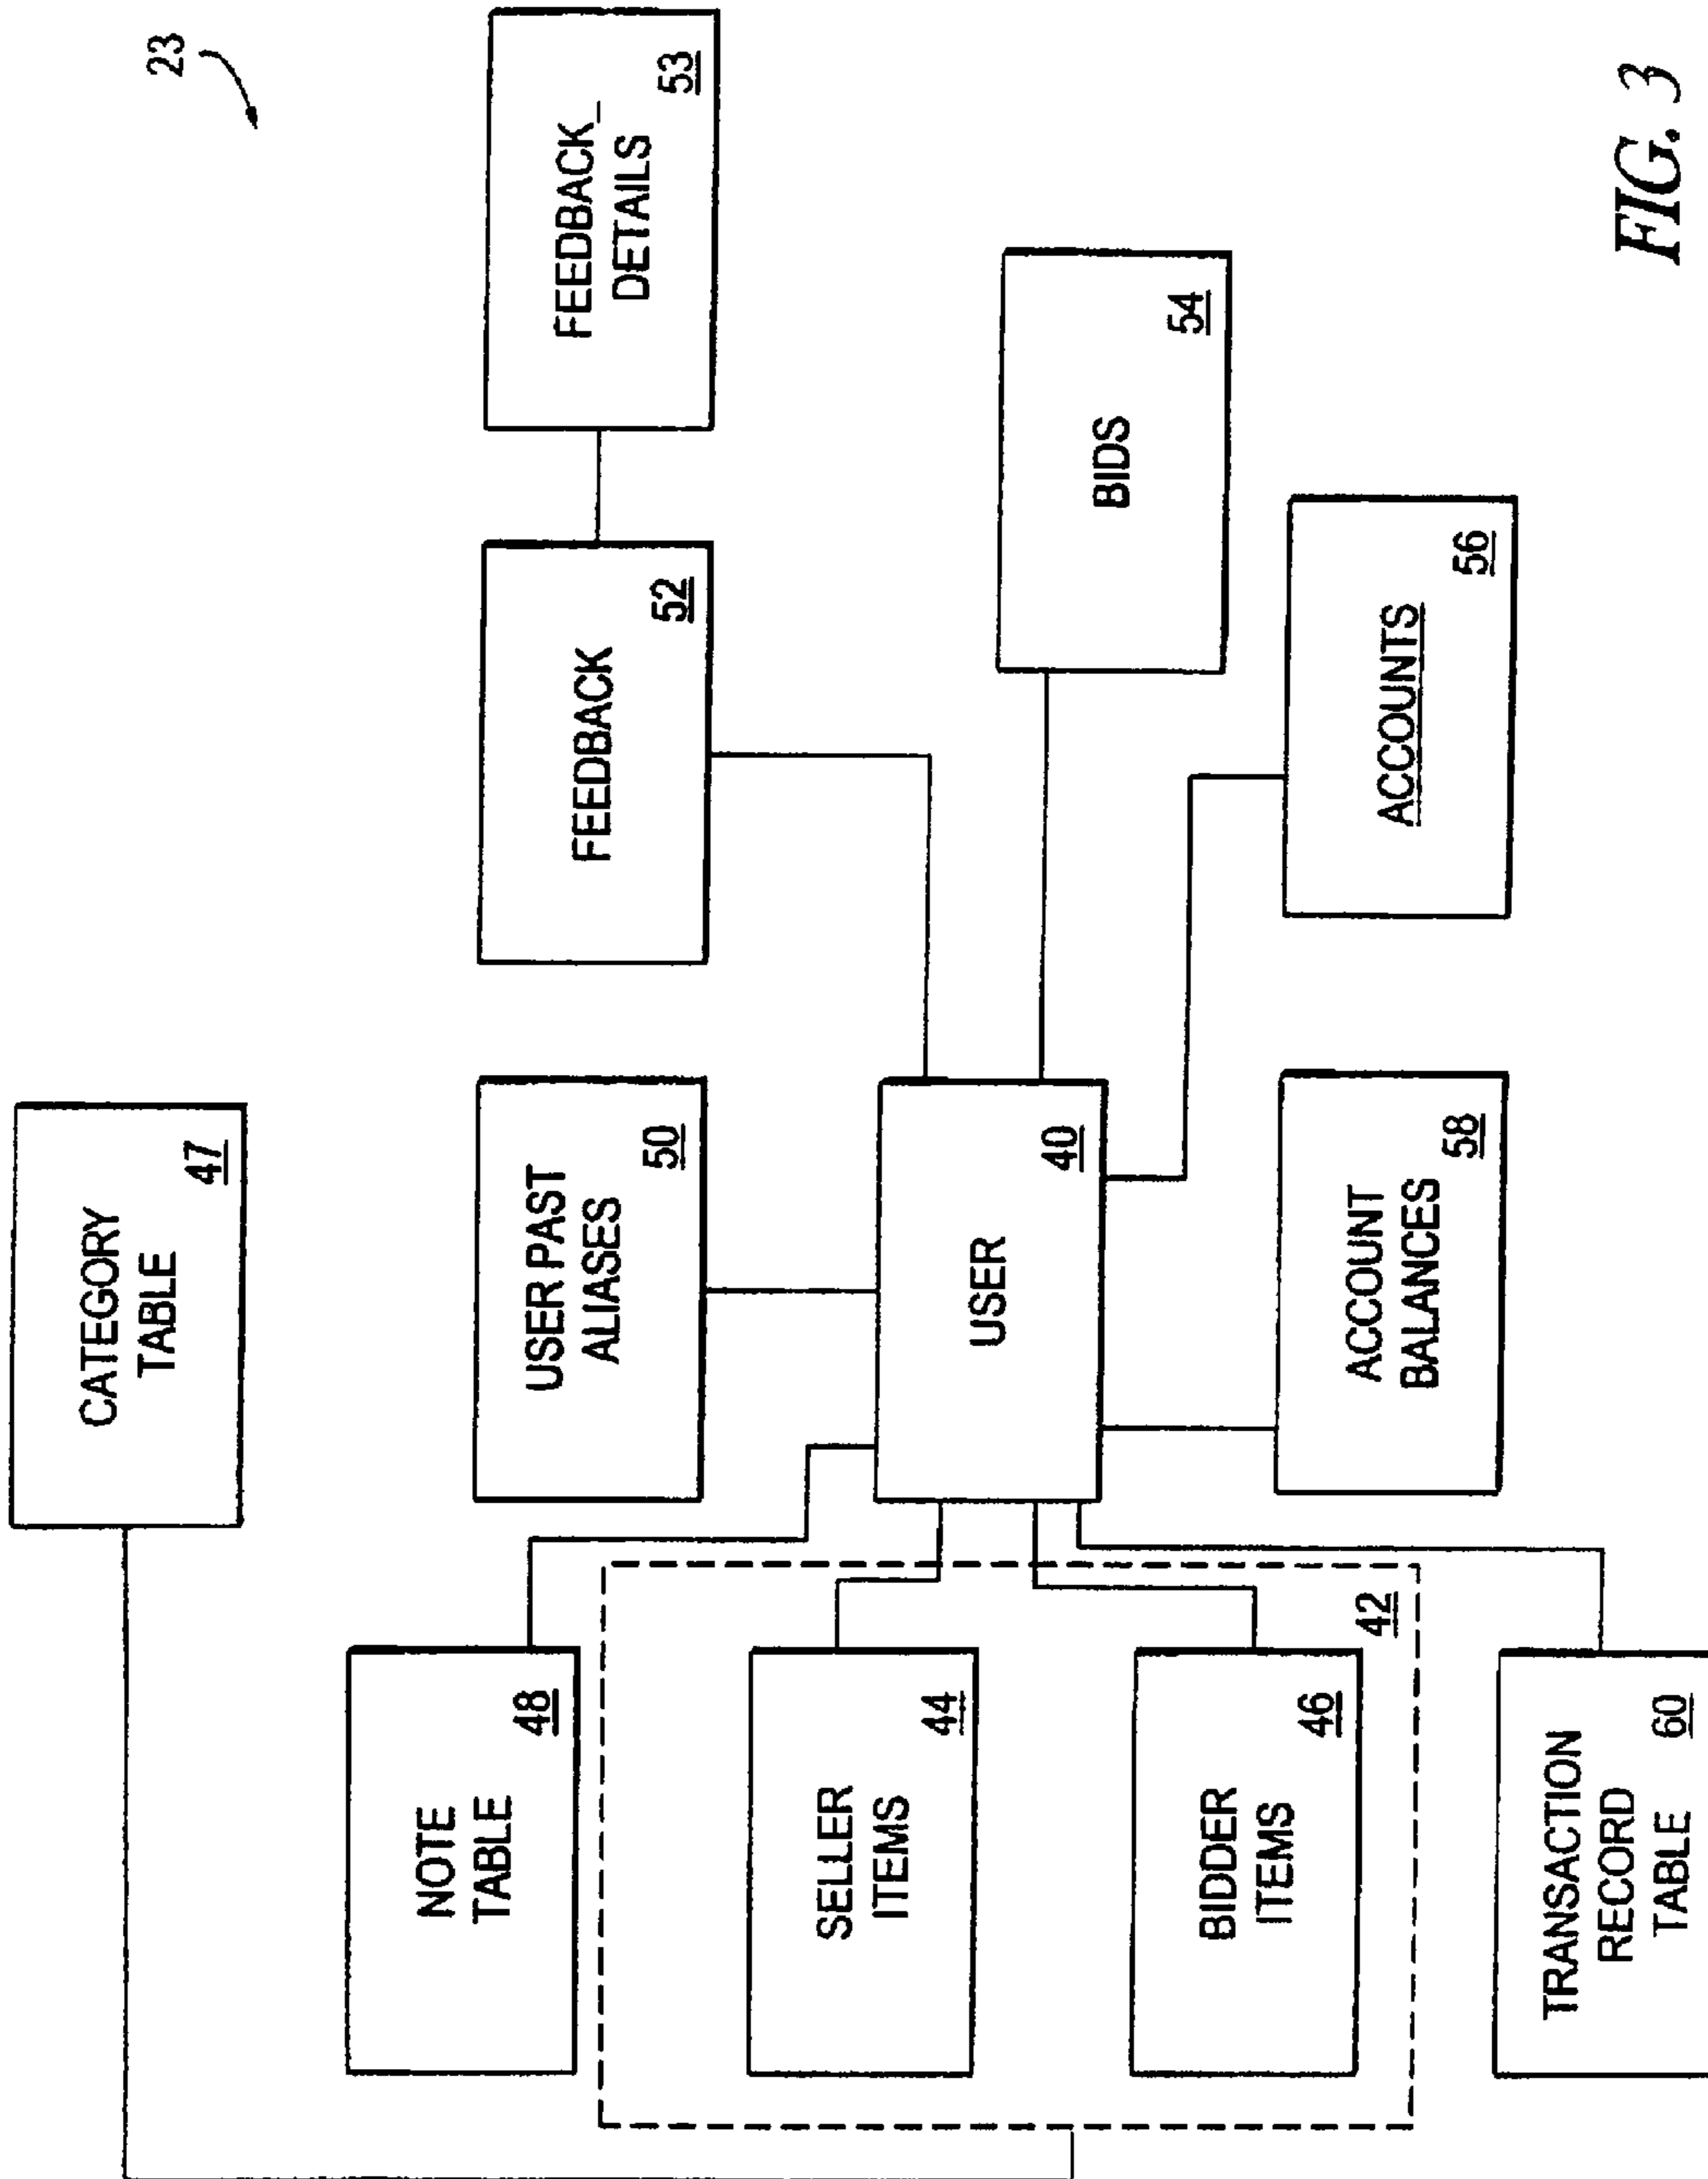 23
CATEGORY
TABLE
47
NOTE
TABLE
48
USER PAST
ALIASES
50
FEEDBACK
52
FEEDBACK_
DETAILS
53
SELLER
ITEMS
44
USER
40
BIDS
54
BIDDER
ITEMS
46
42
ACCOUNT
BALANCES
58
ACCOUNTS
56
TRANSACTION
RECORD
TABLE
60
FIG. 3